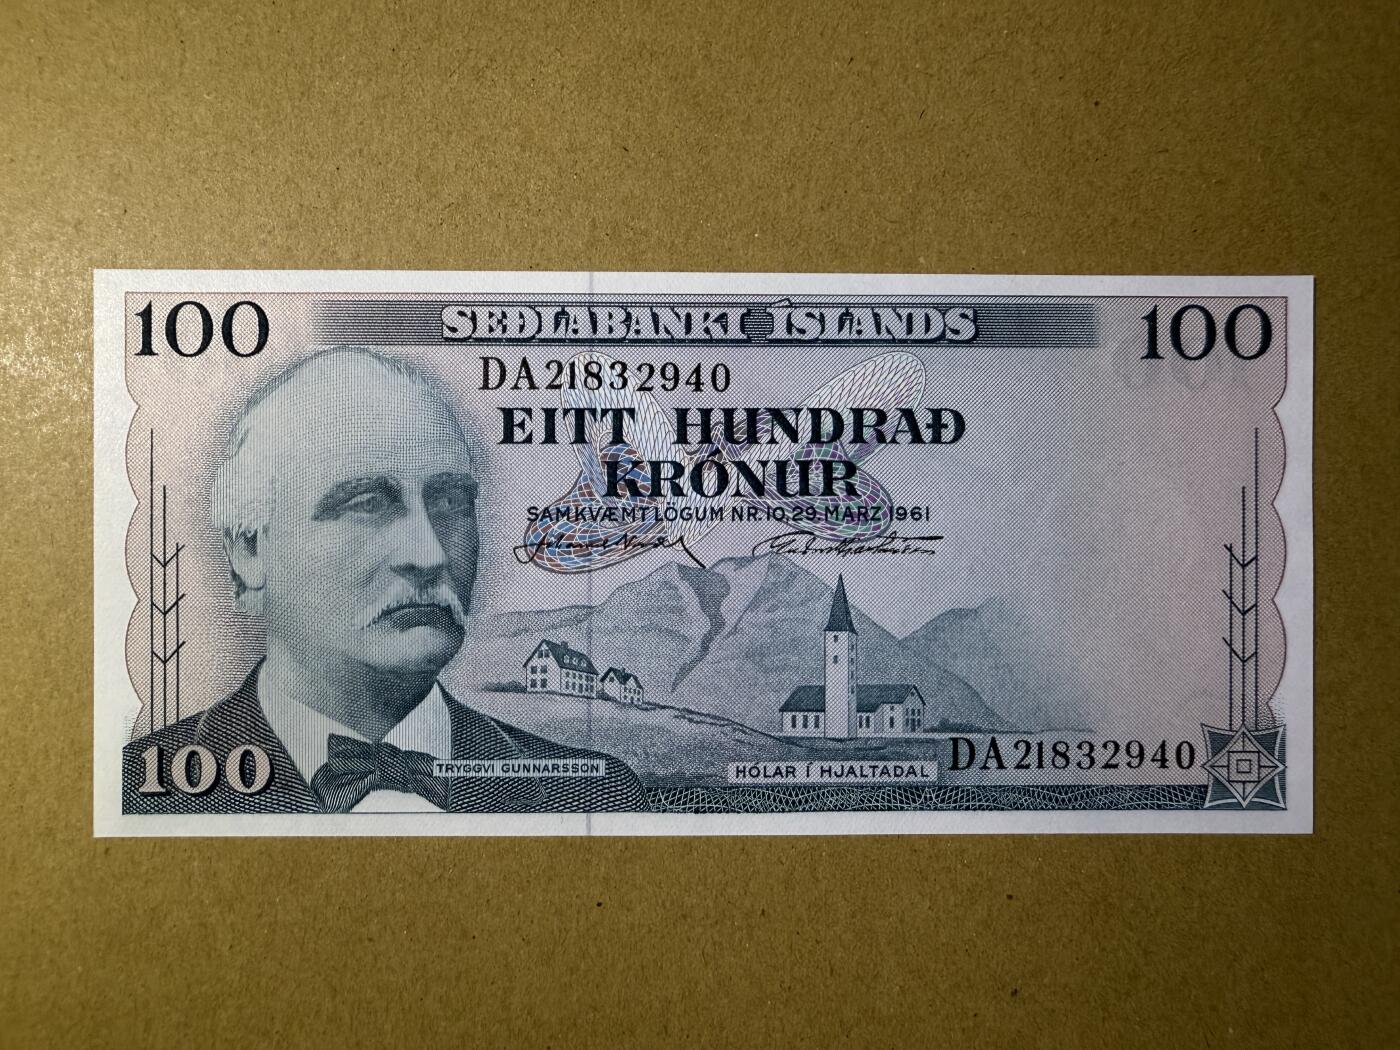 100 SEÐLABANKI ÍSLANDS 100
DA21832940
EITT HUNDRAÐ
KRÓNUR
SAMKVÆMT LÖGUM NR.10,29.MARZ 1961
100
TRYGGVI GUNNARSSON
HÓLAR Í HJALTADAL
DA21832940